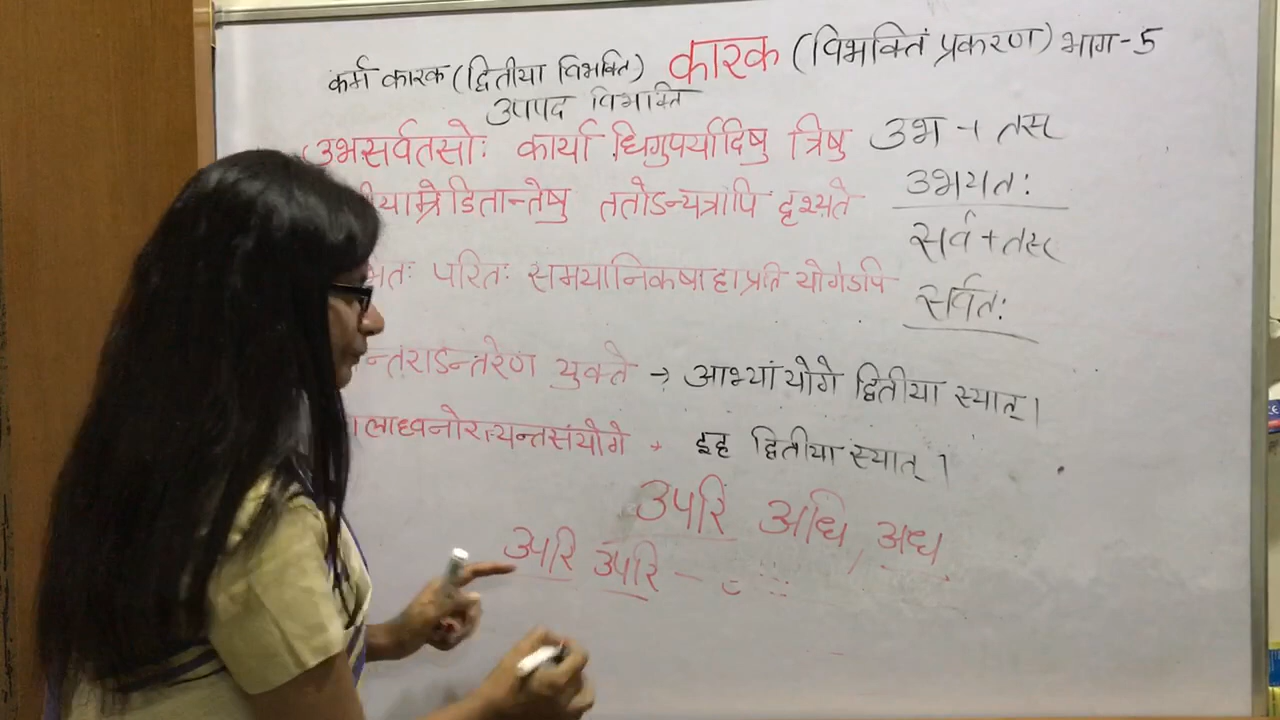 कर्म कारक (द्वितीया विभक्ति) कारक (विभक्ति प्रकरण) भाग-5
उपपद विभक्ति
उभसर्वतसोः कार्या धिगुपर्यादिषु त्रिषु
याम्रेडितान्तेषु ततोऽन्यत्रापि दृश्यते
तः परितः समयानिकषाहाप्रति योगेऽपि
न्तराऽन्तरेण युक्ते → आभ्यां योगे द्वितीया स्यात्।
लाध्वनोरत्यन्तसंयोगे → इह द्वितीया स्यात्।
उभ + तस्
उभयतः
सर्व + तस्
सर्वतः
उपरि अधि, अध
उपरि उपरि -